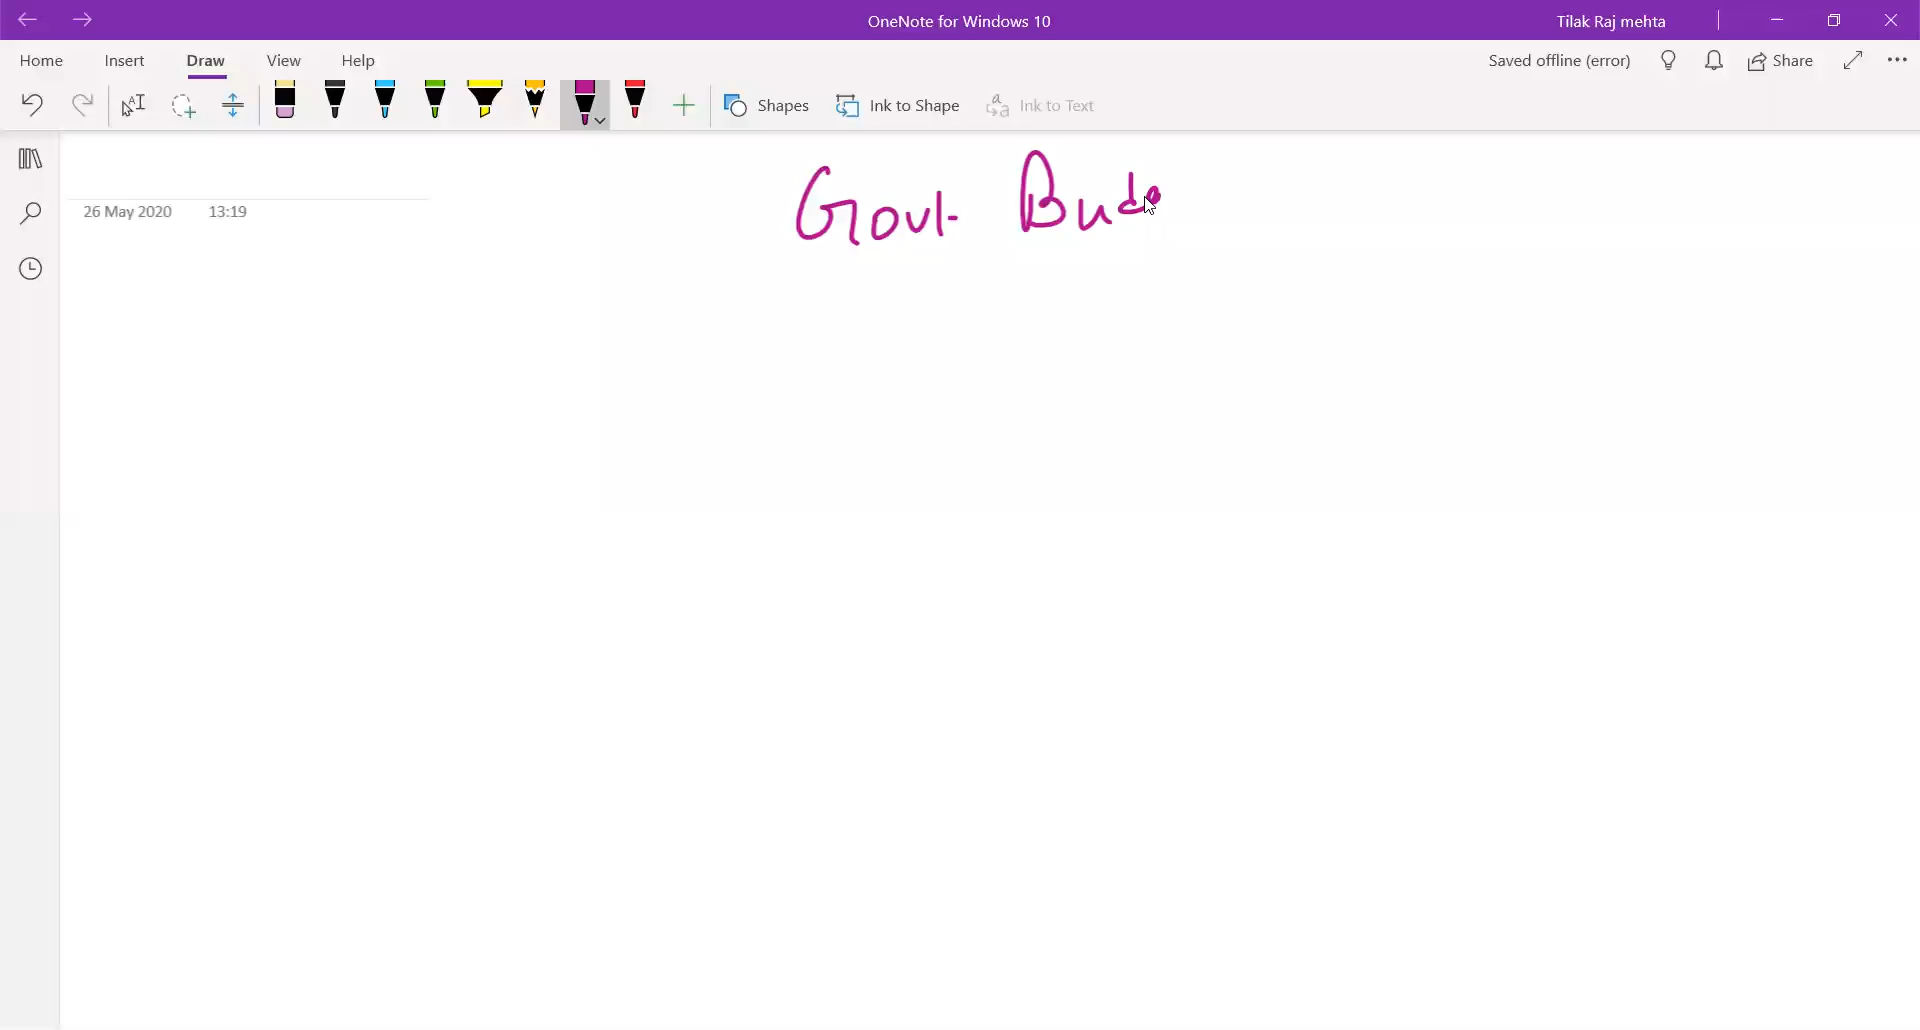 OneNote for Windows 10
Tilak Raj mehta
Home Insert Draw View Help
Saved offline (error) Share
Shapes Ink to Shape Ink to Text
Govt Bud
26 May 2020 13:19